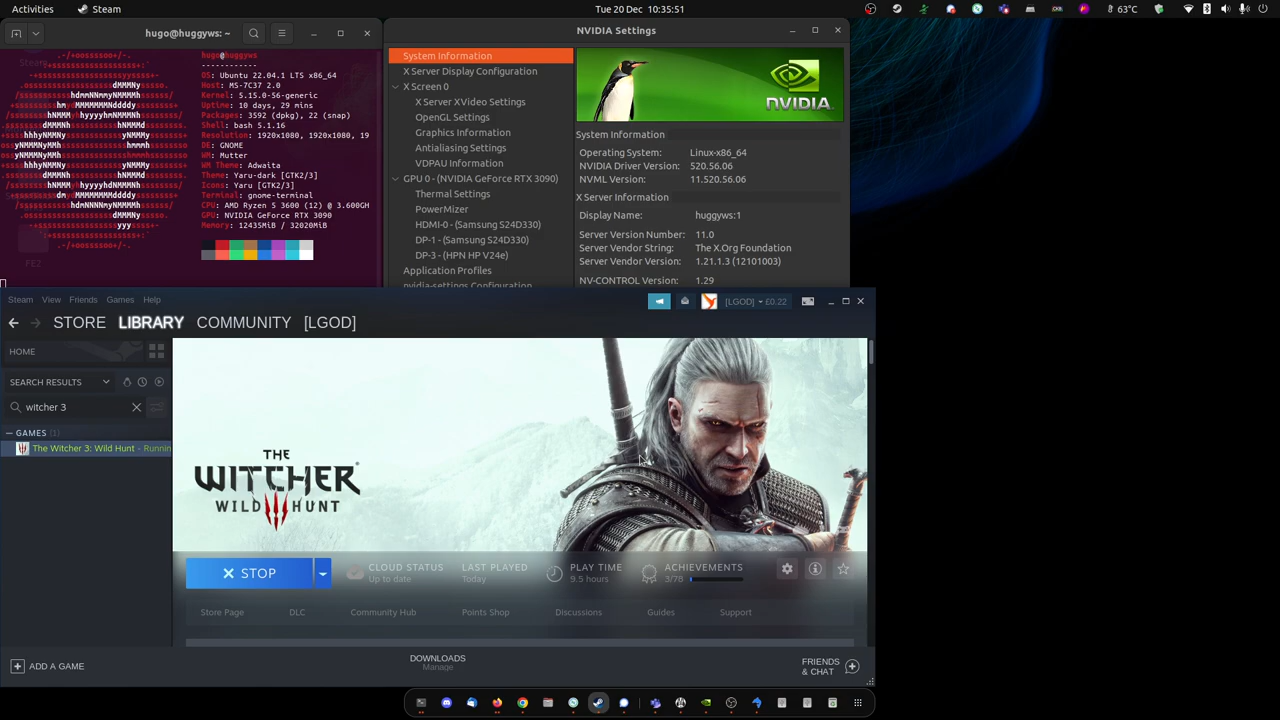 Activities
Steam
Tue 20 Dec 10:35:51
63°C
hugo@huggyws: ~
hugo@huggyws
------------
OS: Ubuntu 22.04.1 LTS x86_64
Host: MS-7C37 2.0
Kernel: 5.15.0-56-generic
Uptime: 10 days, 29 mins
Packages: 3592 (dpkg), 22 (snap)
Shell: bash 5.1.16
Resolution: 1920x1080, 1920x1080, 19
DE: GNOME
WM: Mutter
WM Theme: Adwaita
Theme: Yaru-dark [GTK2/3]
Icons: Yaru [GTK2/3]
Terminal: gnome-terminal
CPU: AMD Ryzen 5 3600 (12) @ 3.600GH
GPU: NVIDIA GeForce RTX 3090
Memory: 12435MiB / 32020MiB
NVIDIA Settings
System Information
X Server Display Configuration
X Screen 0
X Server XVideo Settings
OpenGL Settings
Graphics Information
Antialiasing Settings
VDPAU Information
GPU 0 - (NVIDIA GeForce RTX 3090)
Thermal Settings
PowerMizer
HDMI-0 - (Samsung S24D330)
DP-1 - (Samsung S24D330)
DP-3 - (HPN HP V24e)
Application Profiles
nvidia-settings Configuration
NVIDIA.
System Information
Operating System: Linux-x86_64
NVIDIA Driver Version: 520.56.06
NVML Version: 11.520.56.06
X Server Information
Display Name: huggyws:1
Server Version Number: 11.0
Server Vendor String: The X.Org Foundation
Server Vendor Version: 1.21.1.3 (12101003)
NV-CONTROL Version: 1.29
Steam View Friends Games Help
[LGOD] £0.22
STORE LIBRARY COMMUNITY [LGOD]
HOME
SEARCH RESULTS
witcher 3
GAMES (1)
The Witcher 3: Wild Hunt - Runnin
THE
WITCHER
WILD HUNT
STOP
CLOUD STATUS
Up to date
LAST PLAYED
Today
PLAY TIME
9.5 hours
ACHIEVEMENTS
3/78
Store Page DLC Community Hub Points Shop Discussions Guides Support
ADD A GAME
DOWNLOADS
Manage
FRIENDS
& CHAT